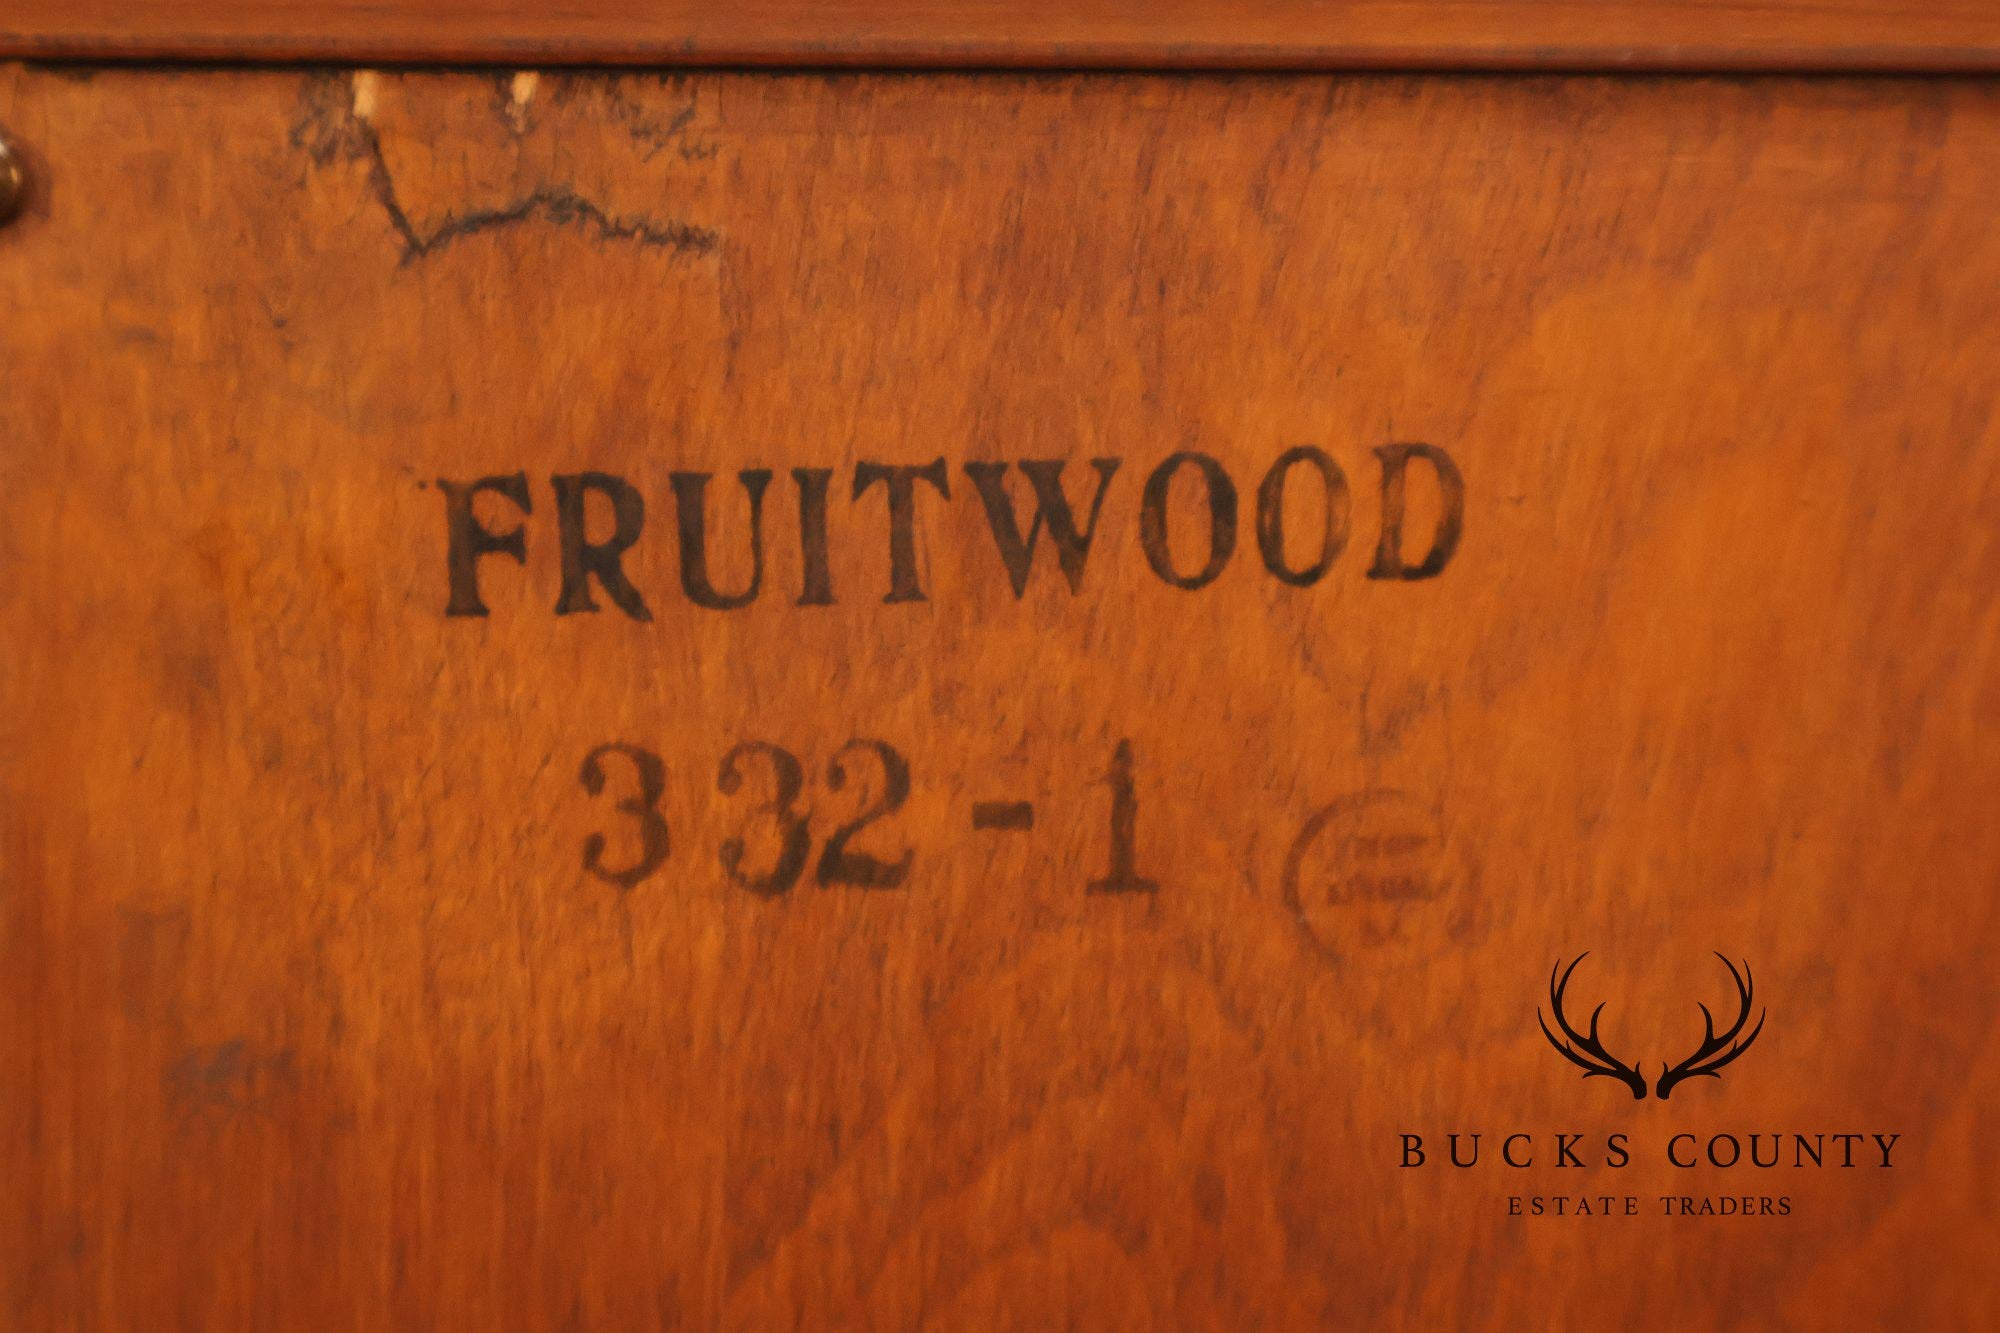 FRUITWOOD
332-1
BUCKS COUNTY
ESTATE TRADERS